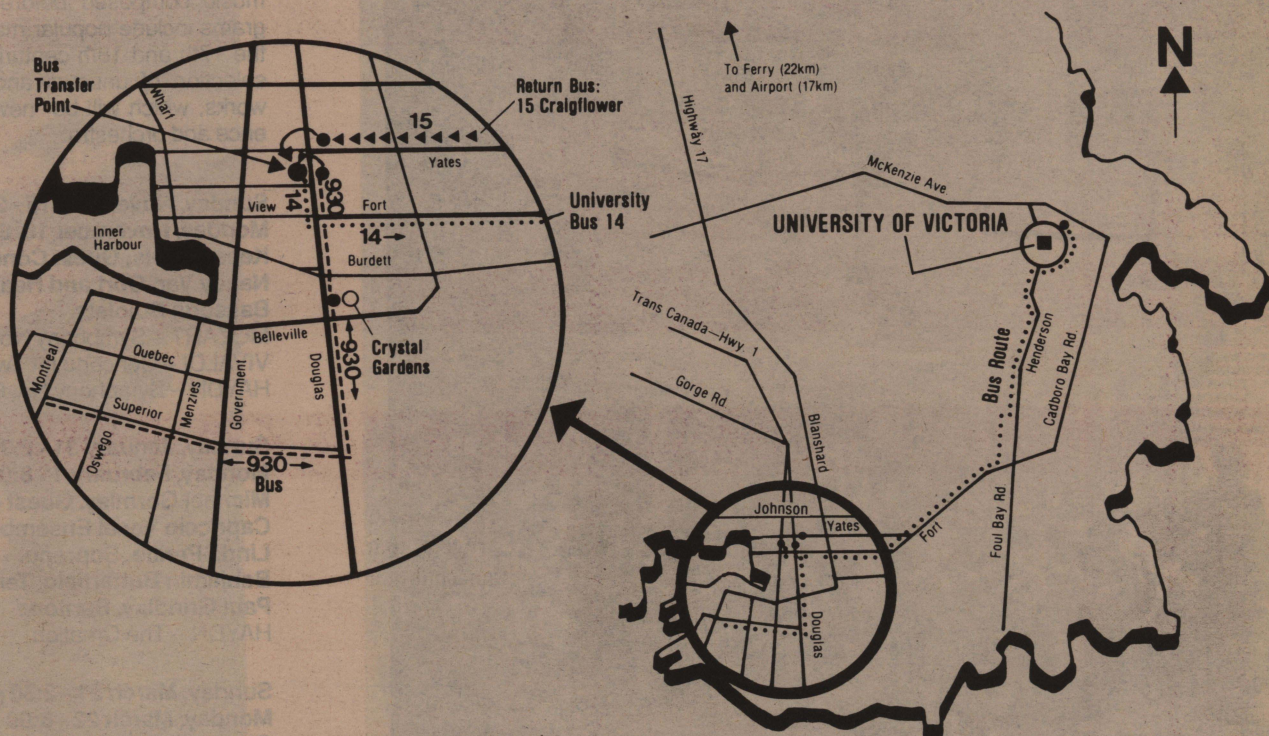 Bus
Transfer
Point
Wharf
Return Bus:
15 Craigflower
15
Yates
View
14
930
Fort
14
University
Bus 14
Inner
Harbour
Burdett
Belleville
930
Crystal
Gardens
Montreal
Quebec
Superior
Menzies
Oswego
Government
Douglas
930
Bus
To Ferry (22km)
and Airport (17km)
N
Highway 17
McKenzie Ave.
UNIVERSITY OF VICTORIA
Trans Canada—Hwy. 1
Gorge Rd
Blanshard
Bus Route
Henderson
Cadboro Bay Rd.
Johnson
Yates
Fort
Foul Bay Rd
Douglas